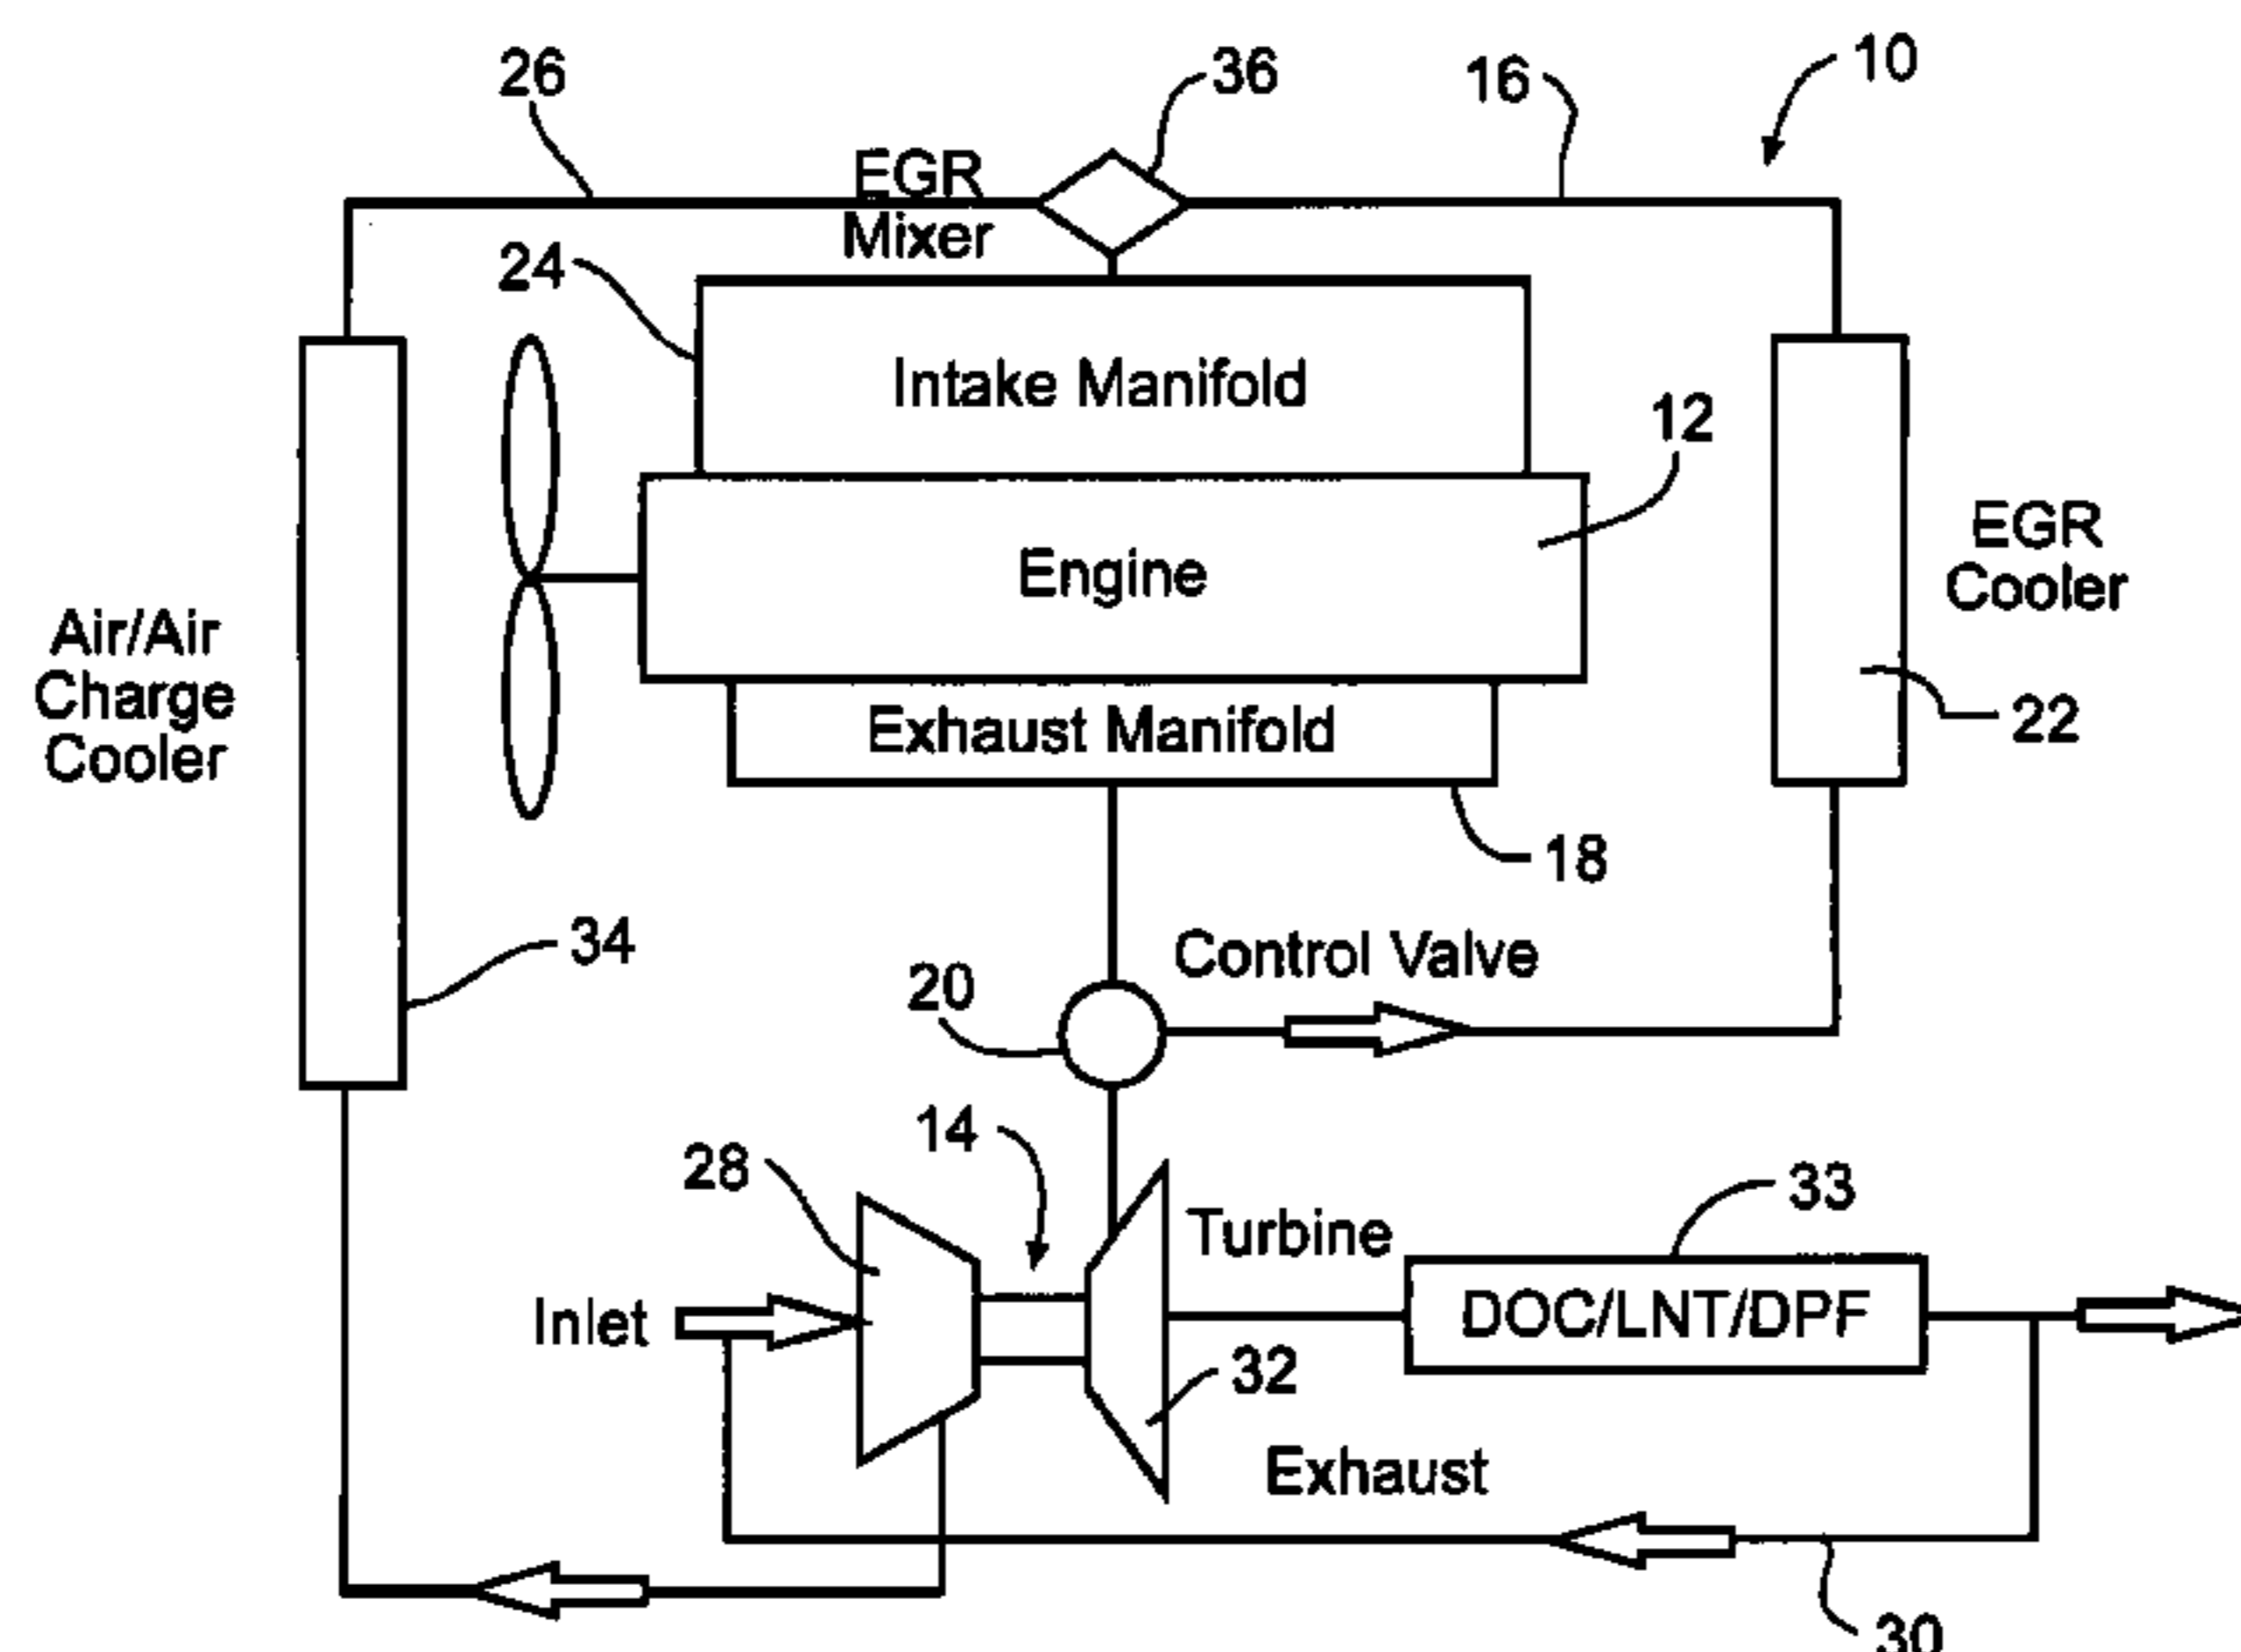 26
36
16
10
EGR
Mixer
24
Intake Manifold
12
EGR
Cooler
Engine
Air/Air
Charge
Cooler
22
Exhaust Manifold
18
34
Control Valve
20
14
28
33
Turbine
Inlet
DOC/LNT/DPF
32
Exhaust
30